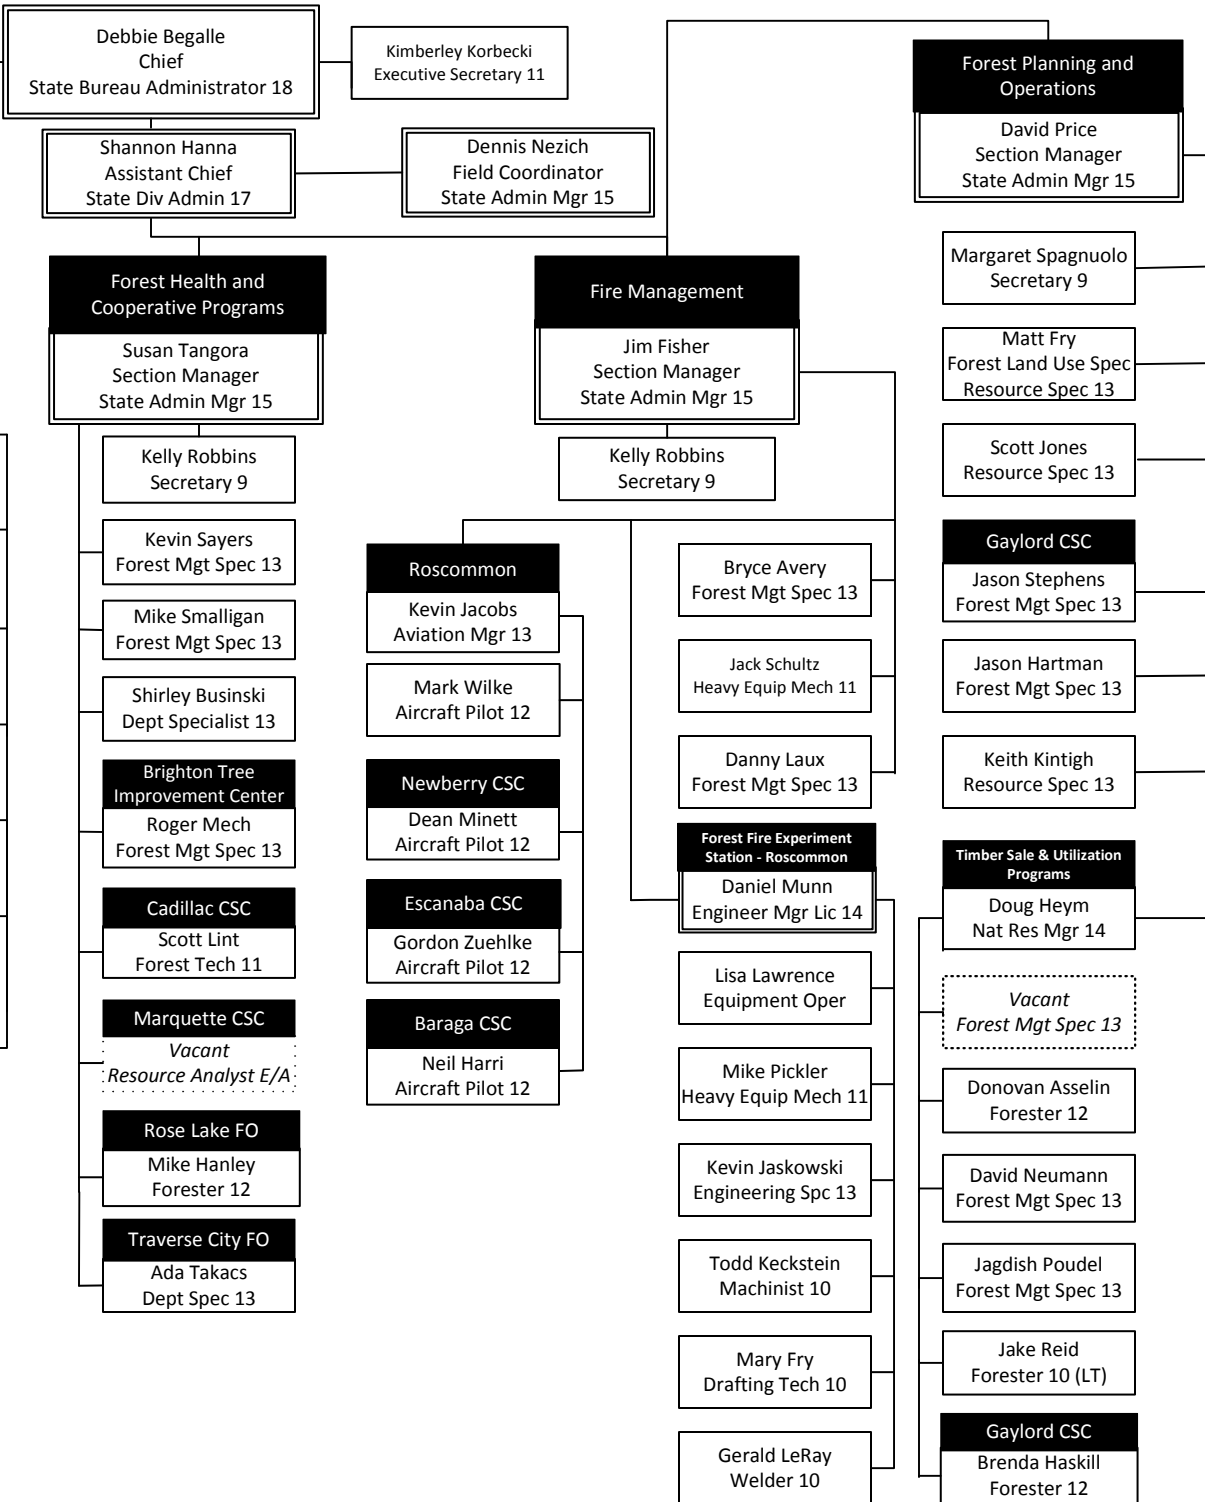 Debbie Begalle
Chief
State Bureau Administrator 18
Kimberley Korbecki
Executive Secretary 11
Shannon Hanna
Assistant Chief
State Div Admin 17
Dennis Nezich
Field Coordinator
State Admin Mgr 15
Forest Health and
Cooperative Programs
Susan Tangora
Section Manager
State Admin Mgr 15
Kelly Robbins
Secretary 9
Kevin Sayers
Forest Mgt Spec 13
Mike Smalligan
Forest Mgt Spec 13
Shirley Businski
Dept Specialist 13
Brighton Tree
Improvement Center
Roger Mech
Forest Mgt Spec 13
Cadillac CSC
Scott Lint
Forest Tech 11
Marquette CSC
Vacant
Resource Analyst E/A
Rose Lake FO
Mike Hanley
Forester 12
Traverse City FO
Ada Takacs
Dept Spec 13
Fire Management
Jim Fisher
Section Manager
State Admin Mgr 15
Kelly Robbins
Secretary 9
Roscommon
Kevin Jacobs
Aviation Mgr 13
Mark Wilke
Aircraft Pilot 12
Newberry CSC
Dean Minett
Aircraft Pilot 12
Escanaba CSC
Gordon Zuehlke
Aircraft Pilot 12
Baraga CSC
Neil Harri
Aircraft Pilot 12
Bryce Avery
Forest Mgt Spec 13
Jack Schultz
Heavy Equip Mech 11
Danny Laux
Forest Mgt Spec 13
Forest Fire Experiment
Station - Roscommon
Daniel Munn
Engineer Mgr Lic 14
Lisa Lawrence
Equipment Oper
Mike Pickler
Heavy Equip Mech 11
Kevin Jaskowski
Engineering Spc 13
Todd Keckstein
Machinist 10
Mary Fry
Drafting Tech 10
Gerald LeRay
Welder 10
Forest Planning and
Operations
David Price
Section Manager
State Admin Mgr 15
Margaret Spagnuolo
Secretary 9
Matt Fry
Forest Land Use Spec
Resource Spec 13
Scott Jones
Resource Spec 13
Gaylord CSC
Jason Stephens
Forest Mgt Spec 13
Jason Hartman
Forest Mgt Spec 13
Keith Kintigh
Resource Spec 13
Timber Sale & Utilization
Programs
Doug Heym
Nat Res Mgr 14
Vacant
Forest Mgt Spec 13
Donovan Asselin
Forester 12
David Neumann
Forest Mgt Spec 13
Jagdish Poudel
Forest Mgt Spec 13
Jake Reid
Forester 10 (LT)
Gaylord CSC
Brenda Haskill
Forester 12